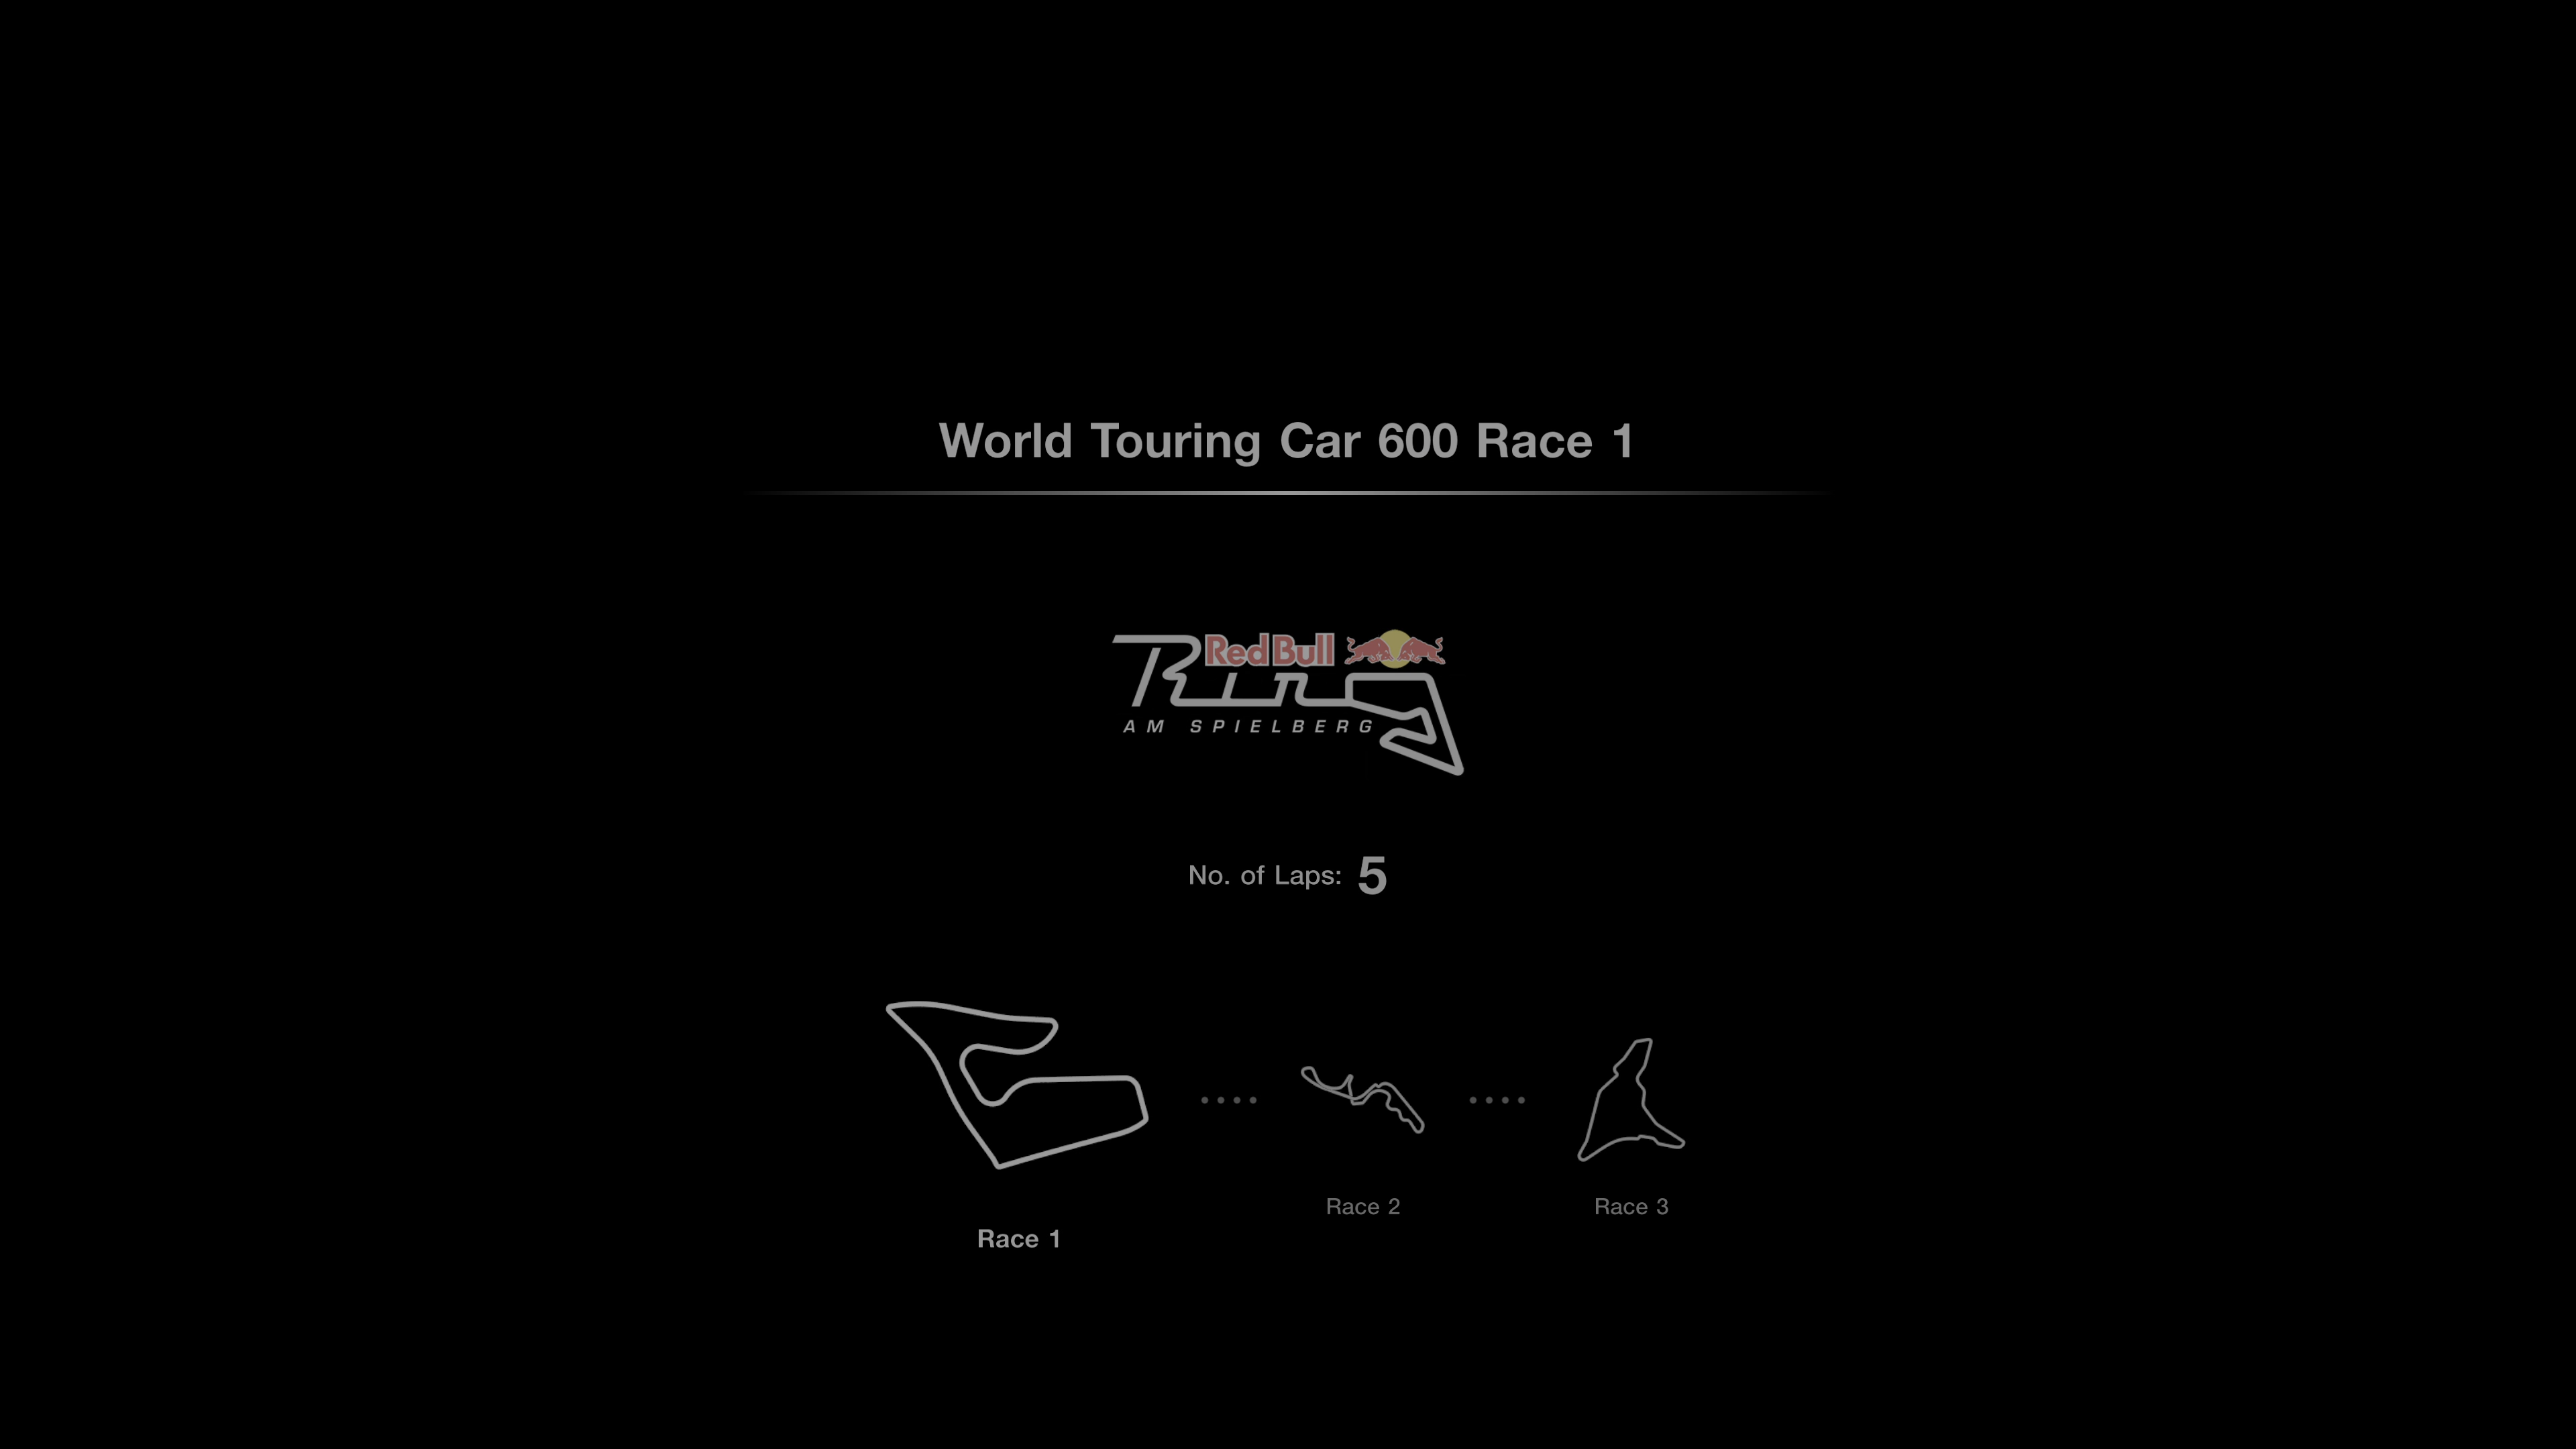 World Touring Car 600 Race 1
Red Bull
Ring
AM SPIELBERG
No. of Laps: 5
Race 1
Race 2
Race 3